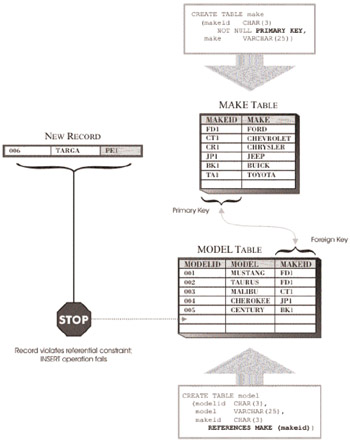 CREATE TABLE make
(makeid CHAR(3)
NOT NULL PRIMARY KEY,
make VARCHAR(25))
MAKE TABLE
MAKEID MAKE
FD1 FORD
CT1 CHEVROLET
CR1 CHRYSLER
JP1 JEEP
BK1 BUICK
TA1 TOYOTA
NEW RECORD
006 TARGA PE1
Primary Key
Foreign Key
MODEL TABLE
MODELID MODEL MAKEID
001 MUSTANG FD1
002 TAURUS FD1
003 MALIBU CT1
004 CHEROKEE JP1
005 CENTURY BK1
STOP
Record violates referential constraint:
INSERT operation fails
CREATE TABLE model
(modelid CHAR(3),
model VARCHAR(25),
makeid CHAR(3)
REFERENCES MAKE (makeid))